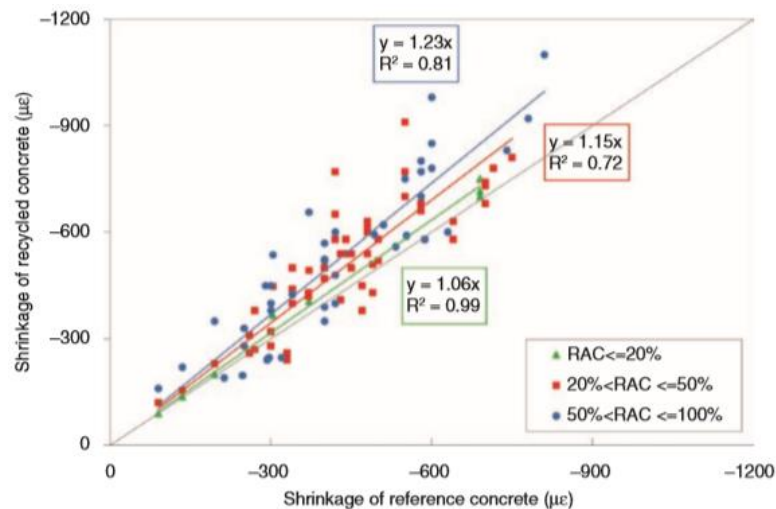 −1200
−900
−600
−300
0
Shrinkage of recycled concrete (με)
y = 1.23x
R² = 0.81
y = 1.15x
R² = 0.72
y = 1.06x
R² = 0.99
RAC<=20%
20%<RAC <=50%
50%<RAC <=100%
0
−300
−600
−900
−1200
Shrinkage of reference concrete (με)